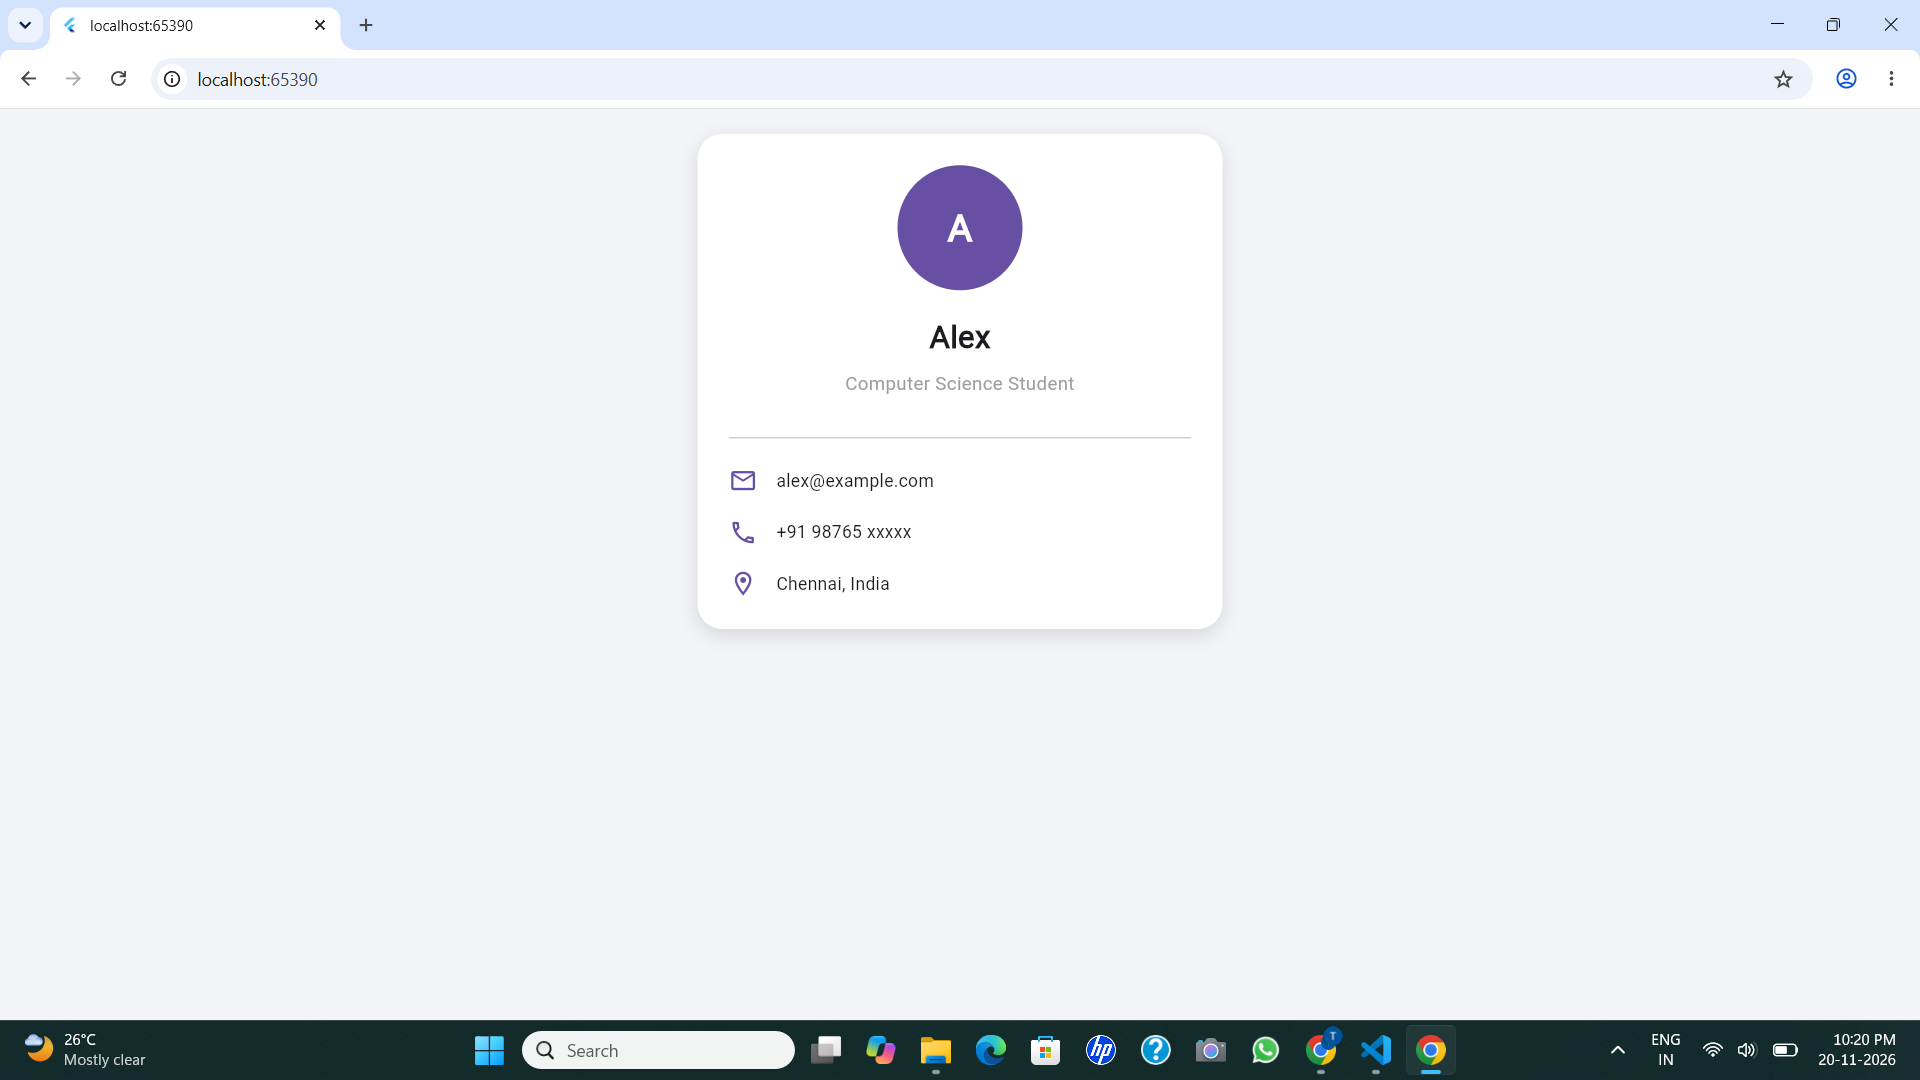 localhost:65390
localhost:65390
A
Alex
Computer Science Student
alex@example.com
+91 98765 xxxxx
Chennai, India
26°C
Mostly clear
Search
hp
?
T
ENG
IN
10:20 PM
20-11-2026